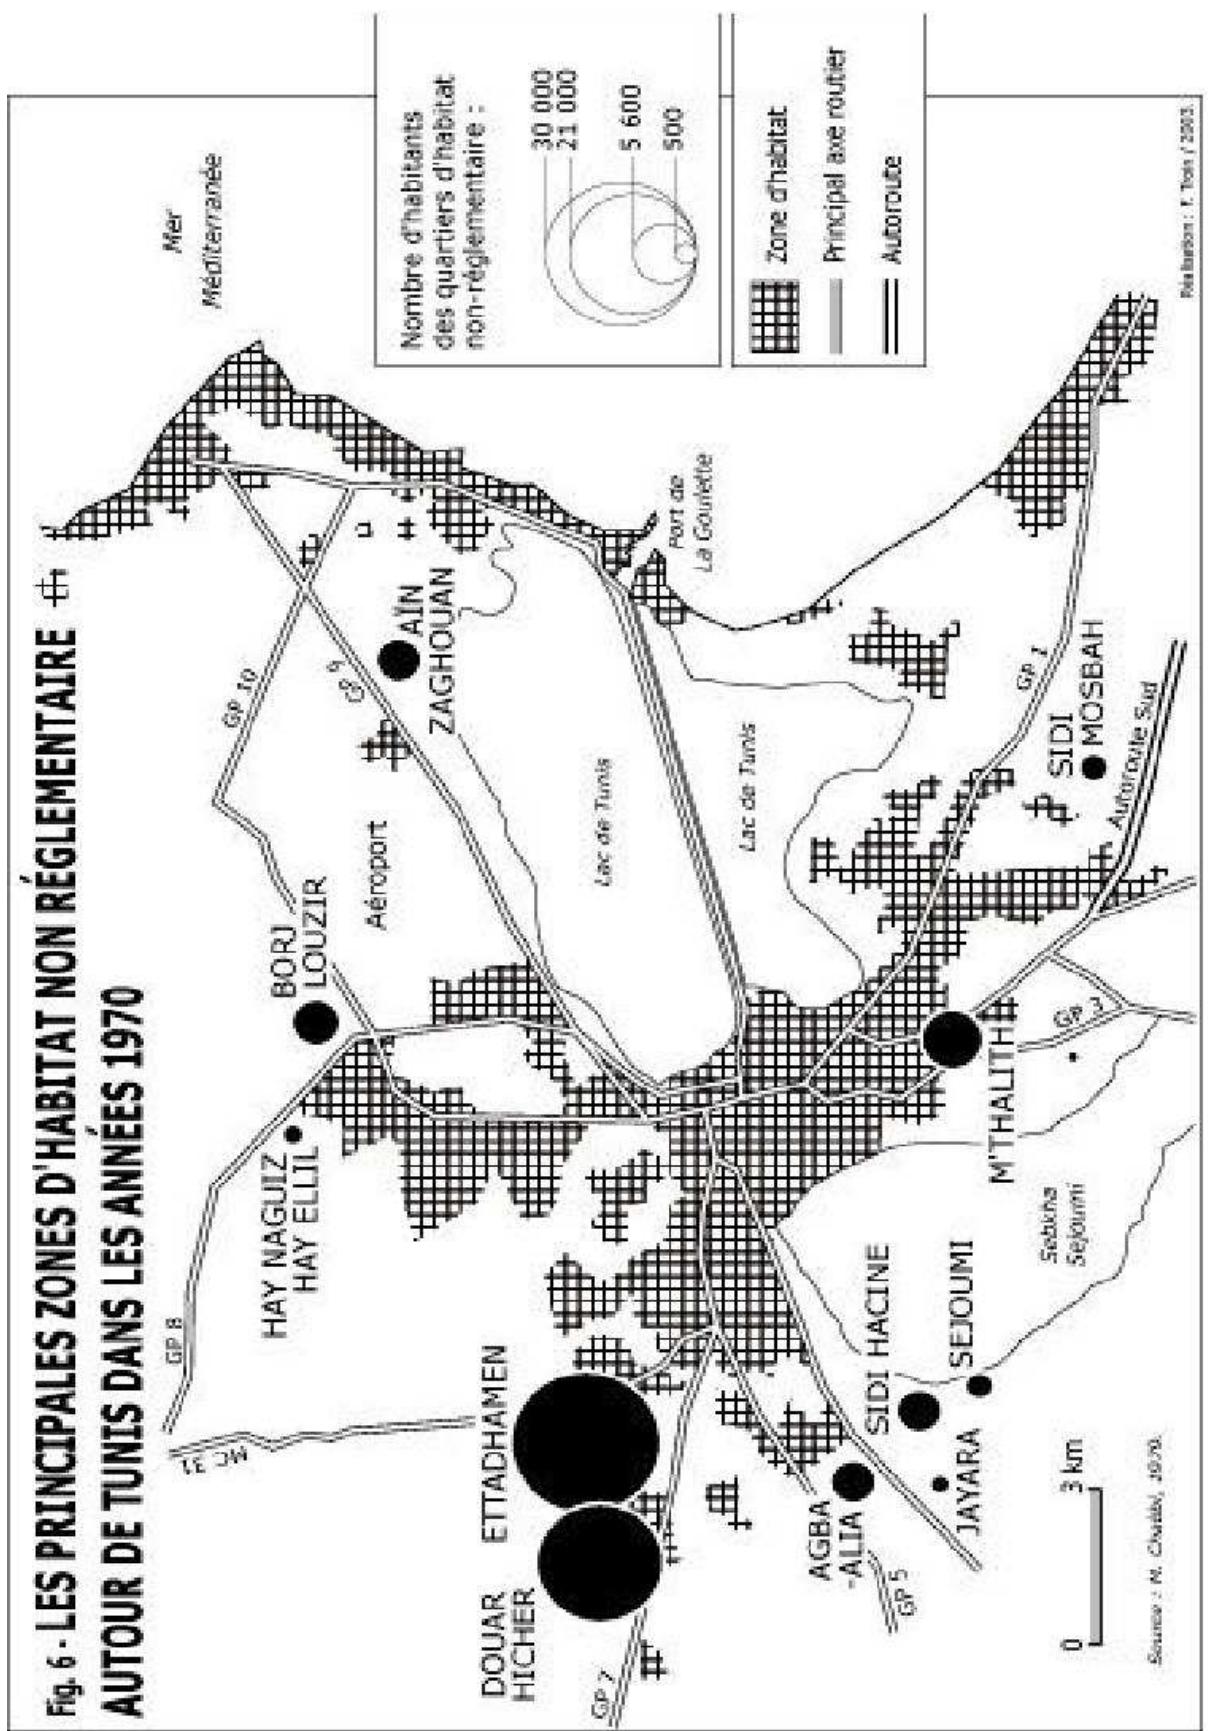 Fig. 6 - LES PRINCIPALES ZONES D'HABITAT NON RÉGLEMENTAIRE
AUTOUR DE TUNIS DANS LES ANNÉES 1970
Mer
Méditerranée
Nombre d'habitants
des quartiers d'habitat
non-réglementaire :
30 000
21 000
5 600
500
Zone d'habitat
Principal axe routier
Autoroute
GP 8
MC 31
GP 10
GP 9
HAY NAGUIZ
HAY ELLIL
BORJ
LOUZIR
Aéroport
AÏN
ZAGHOUAN
Port de
La Goulette
Lac de Tunis
Lac de Tunis
DOUAR
HICHER
ETTADHAMEN
GP 7
AGBA
-ALIA
GP 5
SIDI HACINE
JAYARA
SEJOUMI
Sebkha
Sejoumi
M'THALITH
GP 3
GP 1
SIDI
MOSBAH
Autoroute Sud
0
3 km
Source : M. Chabbi, 1979.
Réalisation : F. Troin / 2003.